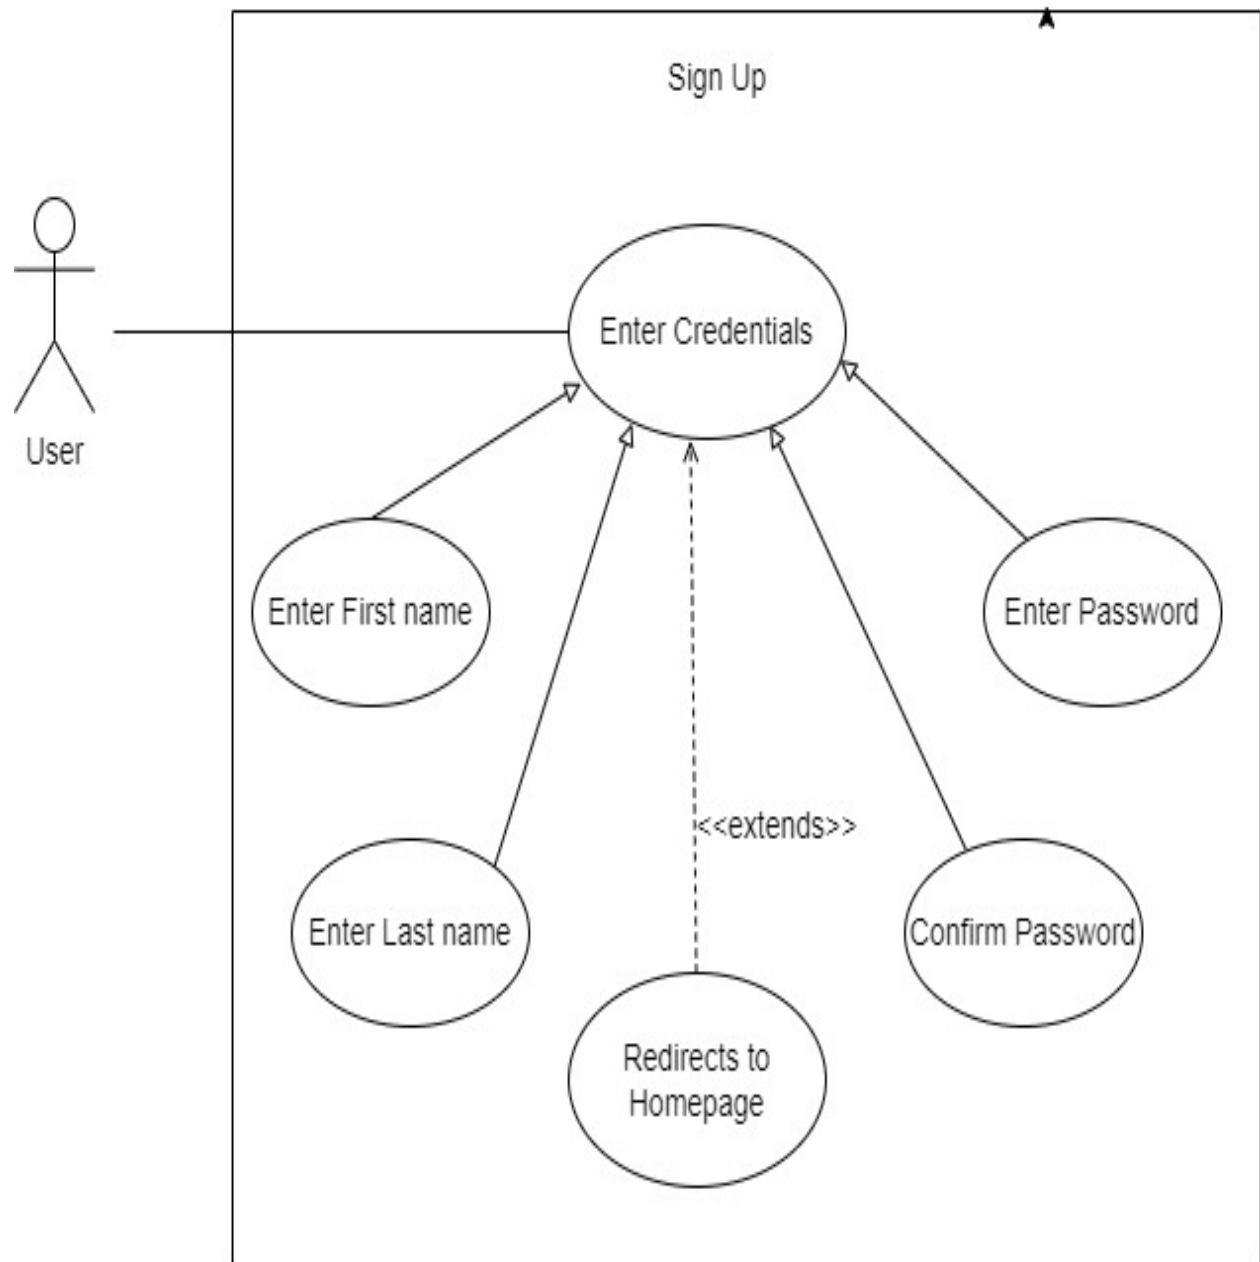 Sign Up
Enter Credentials
User
Enter First name
Enter Password
<<extends>>
Enter Last name
Confirm Password
Redirects to
Homepage